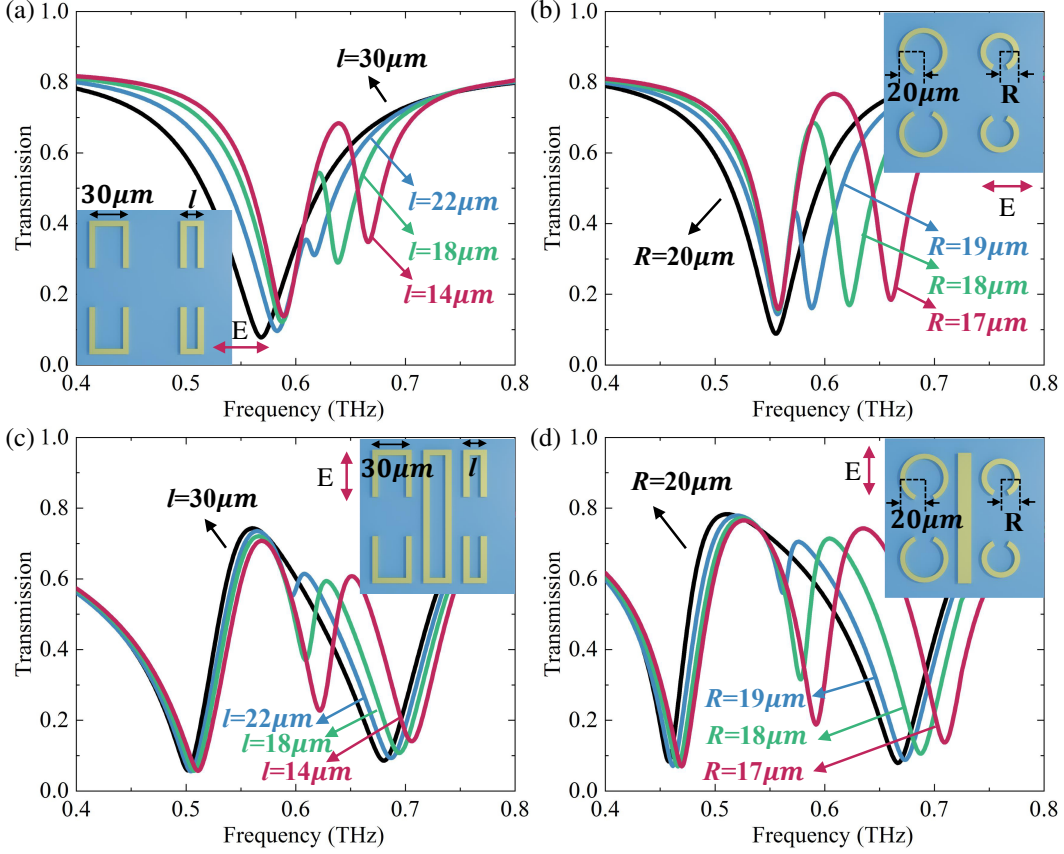 (a)
1.0
0.8
0.6
0.4
0.2
0.0
Transmission
l=30μm
l=22μm
l=18μm
l=14μm
30μm
l
E
0.4 0.5 0.6 0.7 0.8
Frequency (THz)
(b)
1.0
0.8
0.6
0.4
0.2
0.0
Transmission
20μm
R
E
R=20μm
R=19μm
R=18μm
R=17μm
0.4 0.5 0.6 0.7 0.8
Frequency (THz)
(c)
1.0
0.8
0.6
0.4
0.2
0.0
Transmission
E
30μm
l
l=30μm
l=22μm
l=18μm
l=14μm
0.4 0.5 0.6 0.7 0.8
Frequency (THz)
(d)
1.0
0.8
0.6
0.4
0.2
0.0
Transmission
E
R=20μm
20μm
R
R=19μm
R=18μm
R=17μm
0.4 0.5 0.6 0.7 0.8
Frequency (THz)